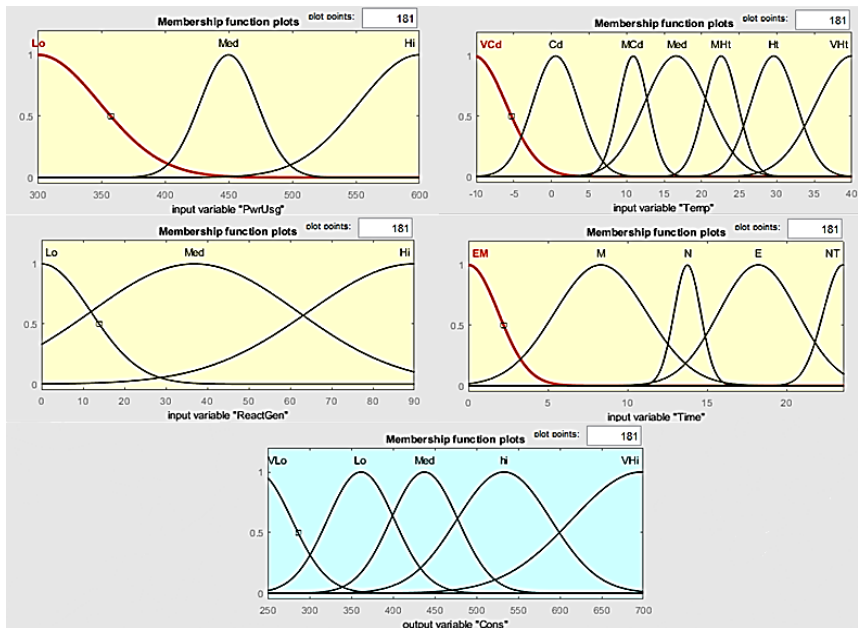 Membership function plots plot points: 181
Lo Med Hi
1
0.5
0
300 350 400 450 500 550 600
input variable "PwrUsg"
Membership function plots plot points: 181
VCd Cd MCd Med MHt Ht VHt
1
0.5
0
-10 -5 0 5 10 15 20 25 30 35 40
input variable "Temp"
Membership function plots plot points: 181
Lo Med Hi
1
0.5
0
0 10 20 30 40 50 60 70 80 90
input variable "ReactGen"
Membership function plots plot points: 181
EM M N E NT
1
0.5
0
0 5 10 15 20
input variable "Time"
Membership function plots plot points: 181
VLo Lo Med hi VHi
1
0.5
0
250 300 350 400 450 500 550 600 650 700
output variable "Cons"